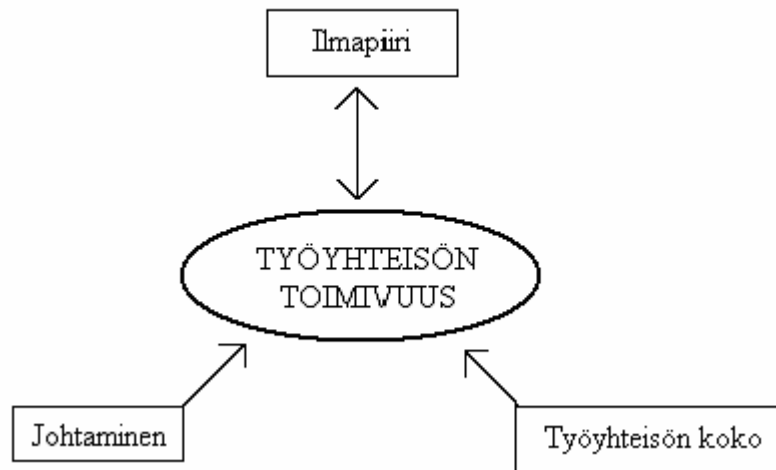 Ilmapiiri
TYÖYHTEISÖN
TOIMIVUUS
Johtaminen
Työyhteisön koko